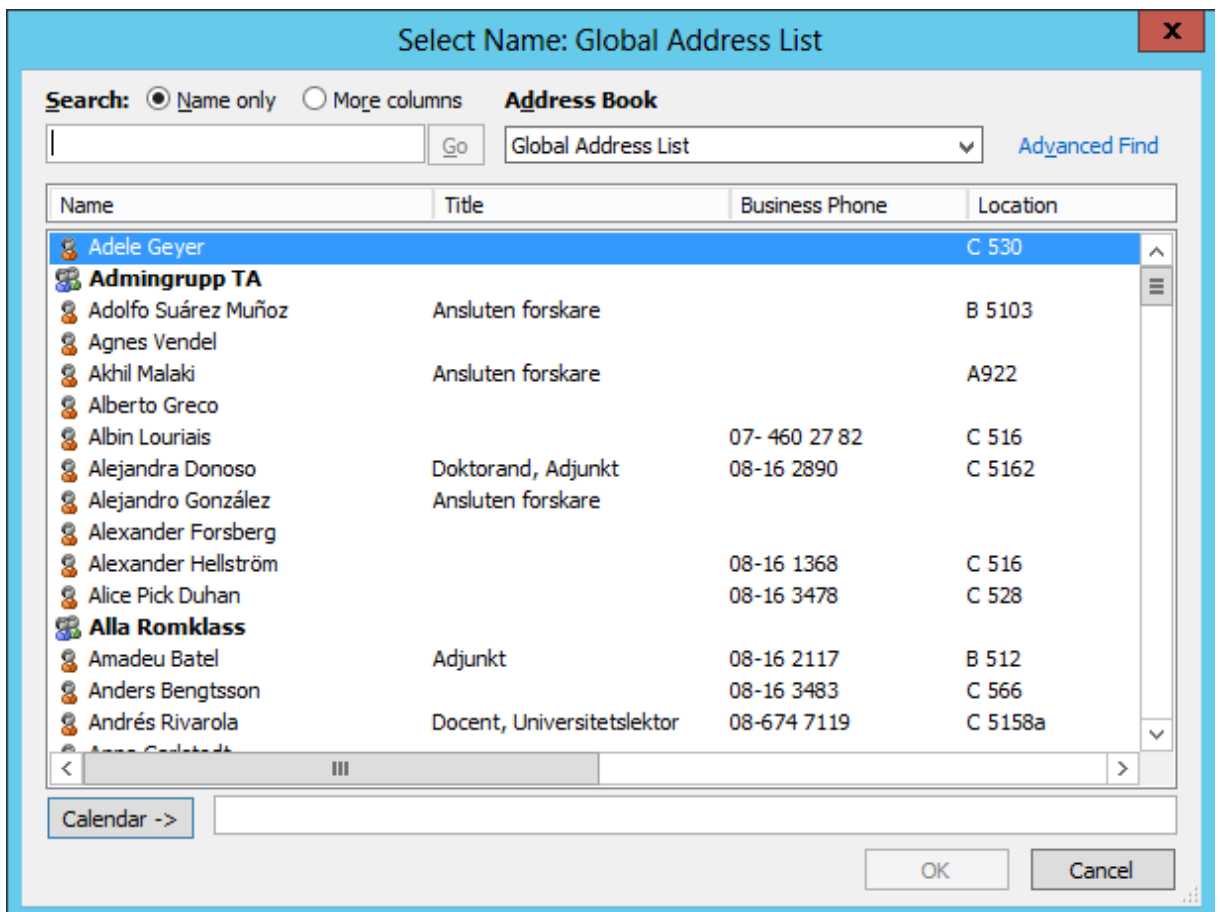 Select Name: Global Address List
x
Search: Name only More columns Address Book
Go Global Address List Advanced Find
Name Title Business Phone Location
Adele Geyer C 530
Admingrupp TA
Adolfo Suárez Muñoz Ansluten forskare B 5103
Agnes Vendel
Akhil Malaki Ansluten forskare A922
Alberto Greco
Albin Louriais 07- 460 27 82 C 516
Alejandra Donoso Doktorand, Adjunkt 08-16 2890 C 5162
Alejandro González Ansluten forskare
Alexander Forsberg
Alexander Hellström 08-16 1368 C 516
Alice Pick Duhan 08-16 3478 C 528
Alla Romklass
Amadeu Batel Adjunkt 08-16 2117 B 512
Anders Bengtsson 08-16 3483 C 566
Andrés Rivarola Docent, Universitetslektor 08-674 7119 C 5158a
Calendar ->
OK Cancel